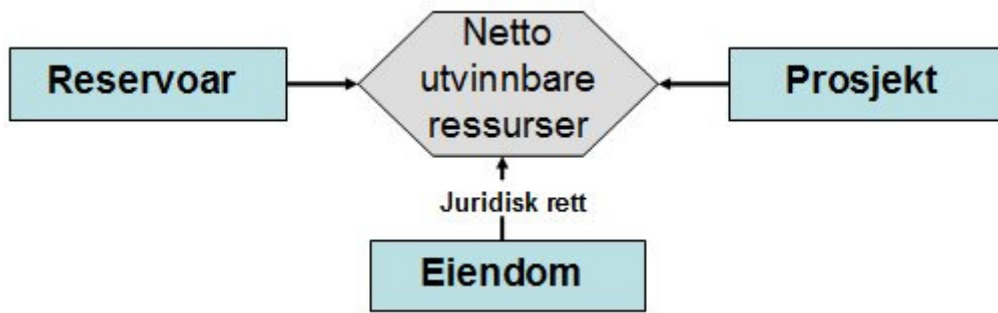 Reservoar
Netto
utvinnbare
ressurser
Prosjekt
Juridisk rett
Eiendom